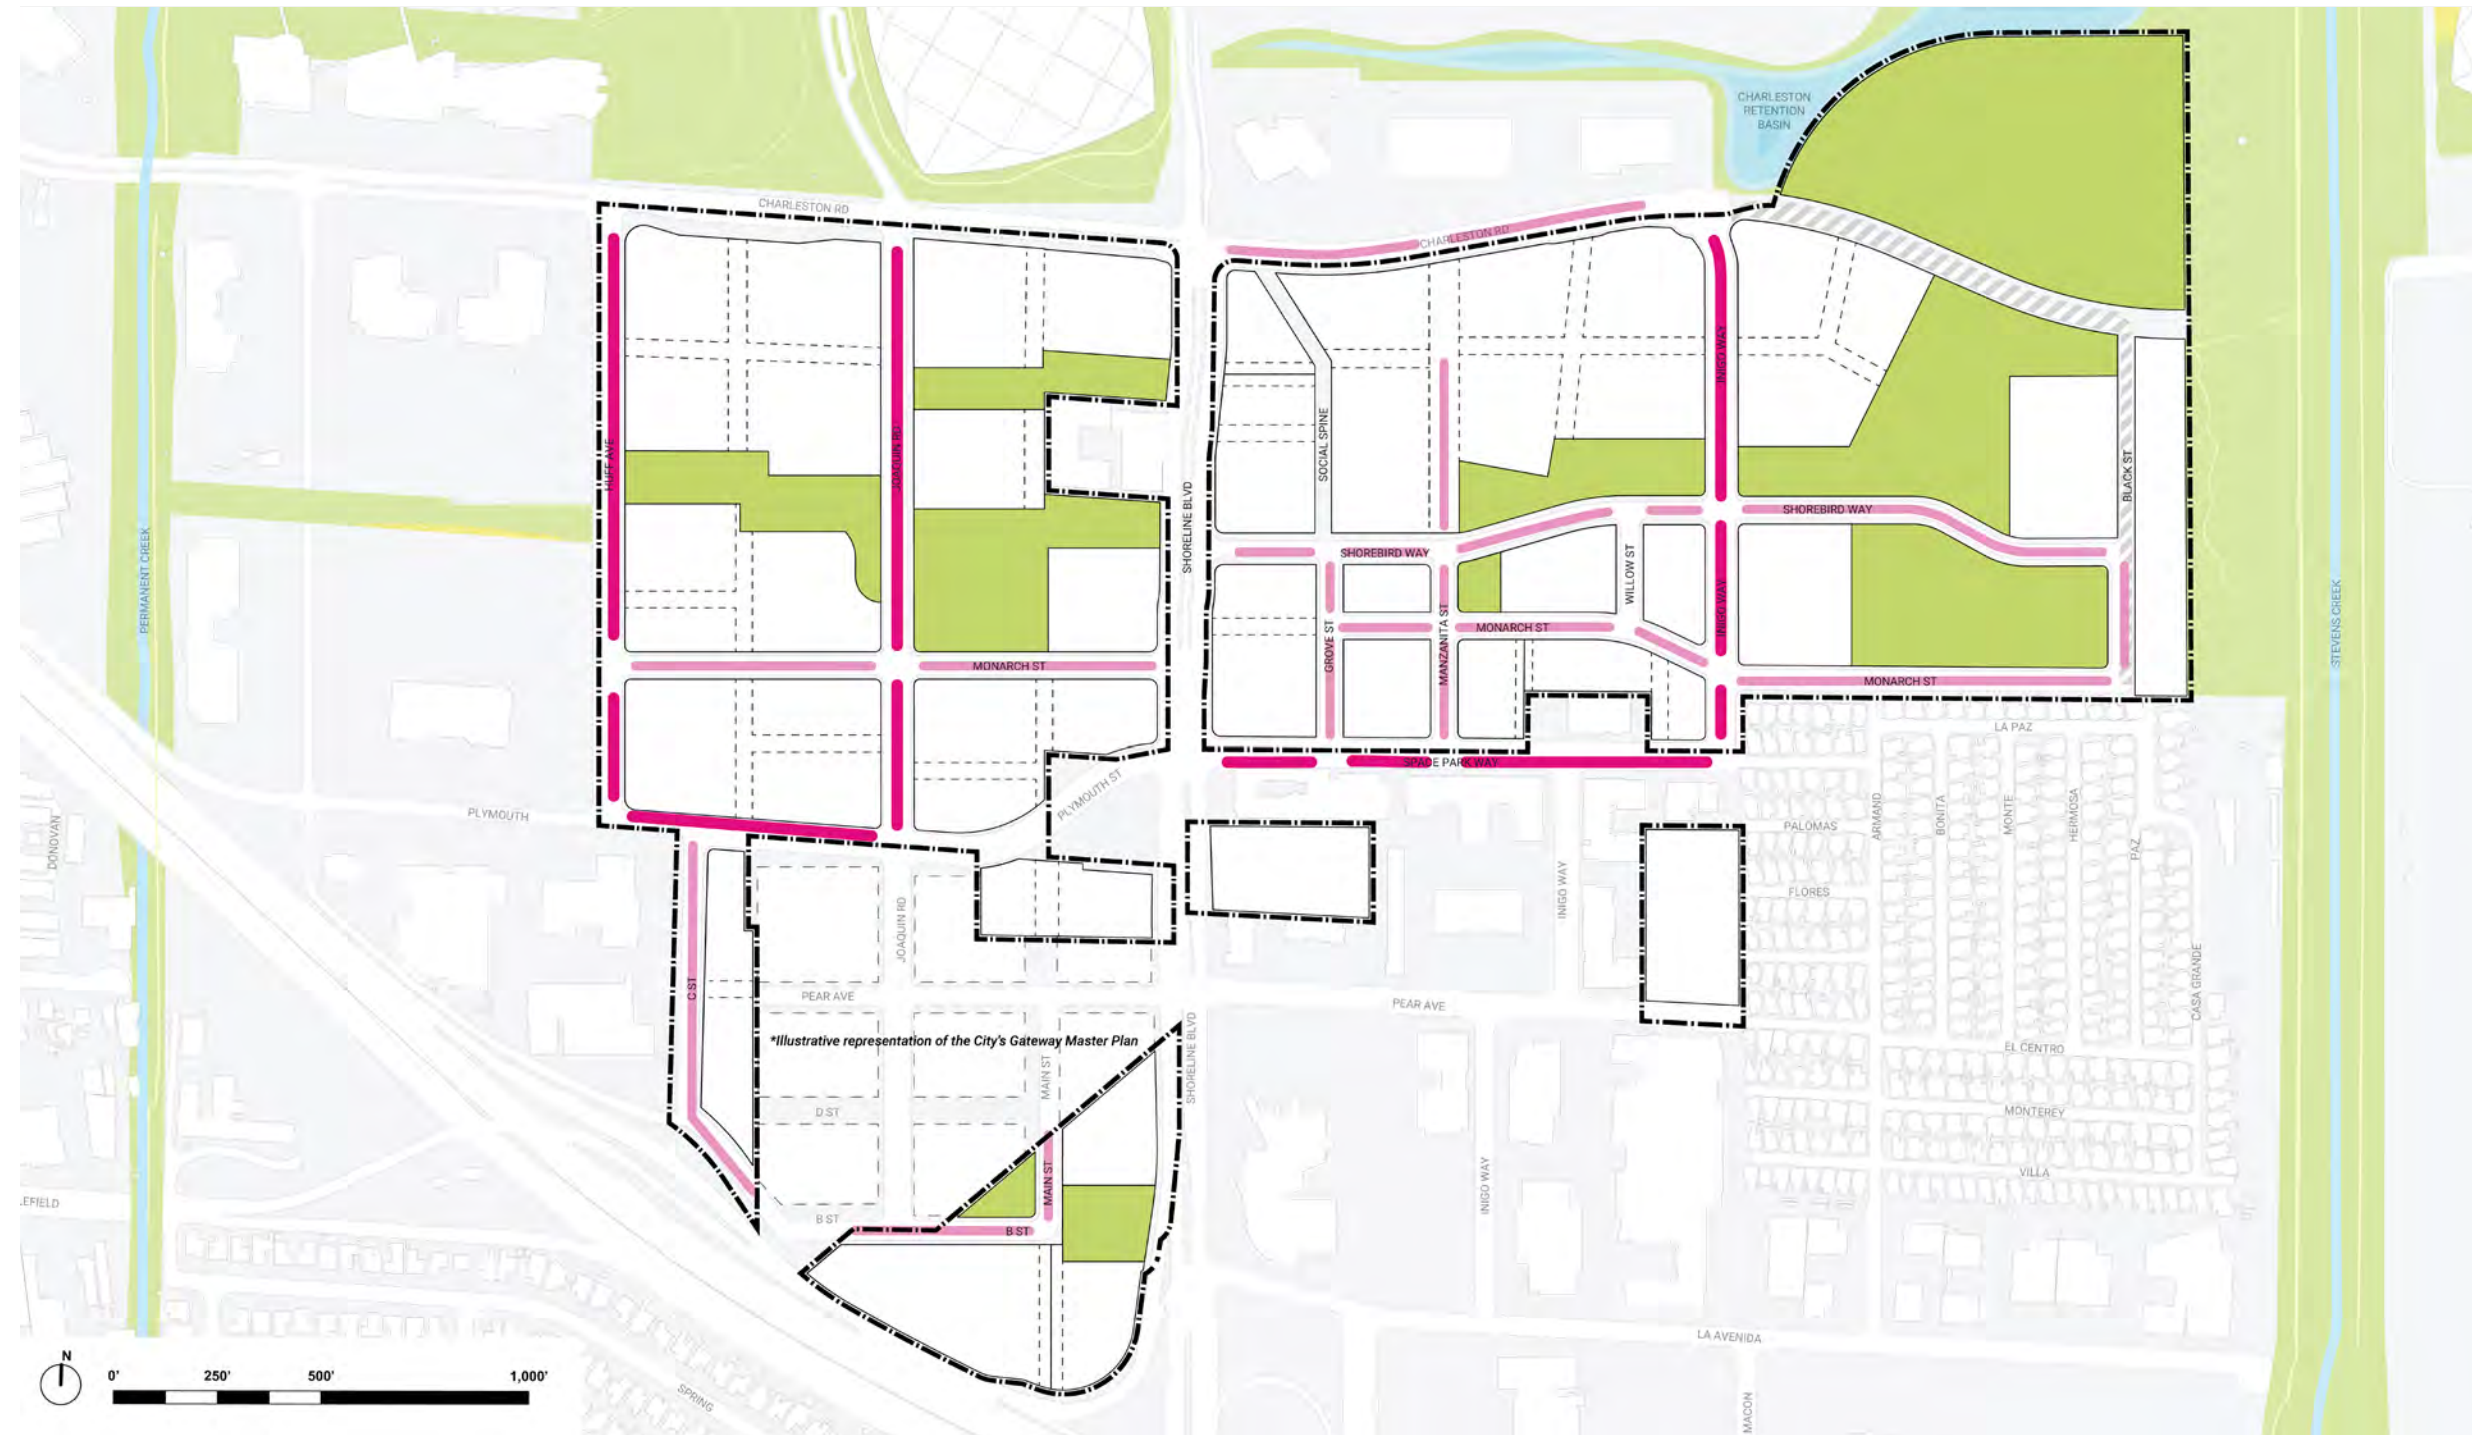 CHARLESTON
RETENTION
BASIN
CHARLESTON RD
CHARLESTON RD
HUFF AVE
JOAQUIN RD
SHORELINE BLVD
SOCIAL SPINE
INIGO WAY
BLACK ST
SHOREBIRD WAY
SHOREBIRD WAY
WILLOW ST
PERMANENT CREEK
STEVENS CREEK
GROVE ST
MANZANITA ST
INIGO WAY
MONARCH ST
MONARCH ST
MONARCH ST
LA PAZ
SPACE PARK WAY
PLYMOUTH ST
PLYMOUTH
DONOVAN
PALOMAS
ARMAND
BONITA
MONTE
HERMOSA
PAZ
FLORES
INIGO WAY
JOAQUIN RD
C ST
PEAR AVE
PEAR AVE
CASA GRANDE
*Illustrative representation of the City's Gateway Master Plan
SHORELINE BLVD
MAIN ST
EL CENTRO
D ST
MONTEREY
MAIN ST
VILLA
INIGO WAY
LEFIELD
B ST
B ST
LA AVENIDA
SPRING
MACON
N
0' 250' 500' 1,000'